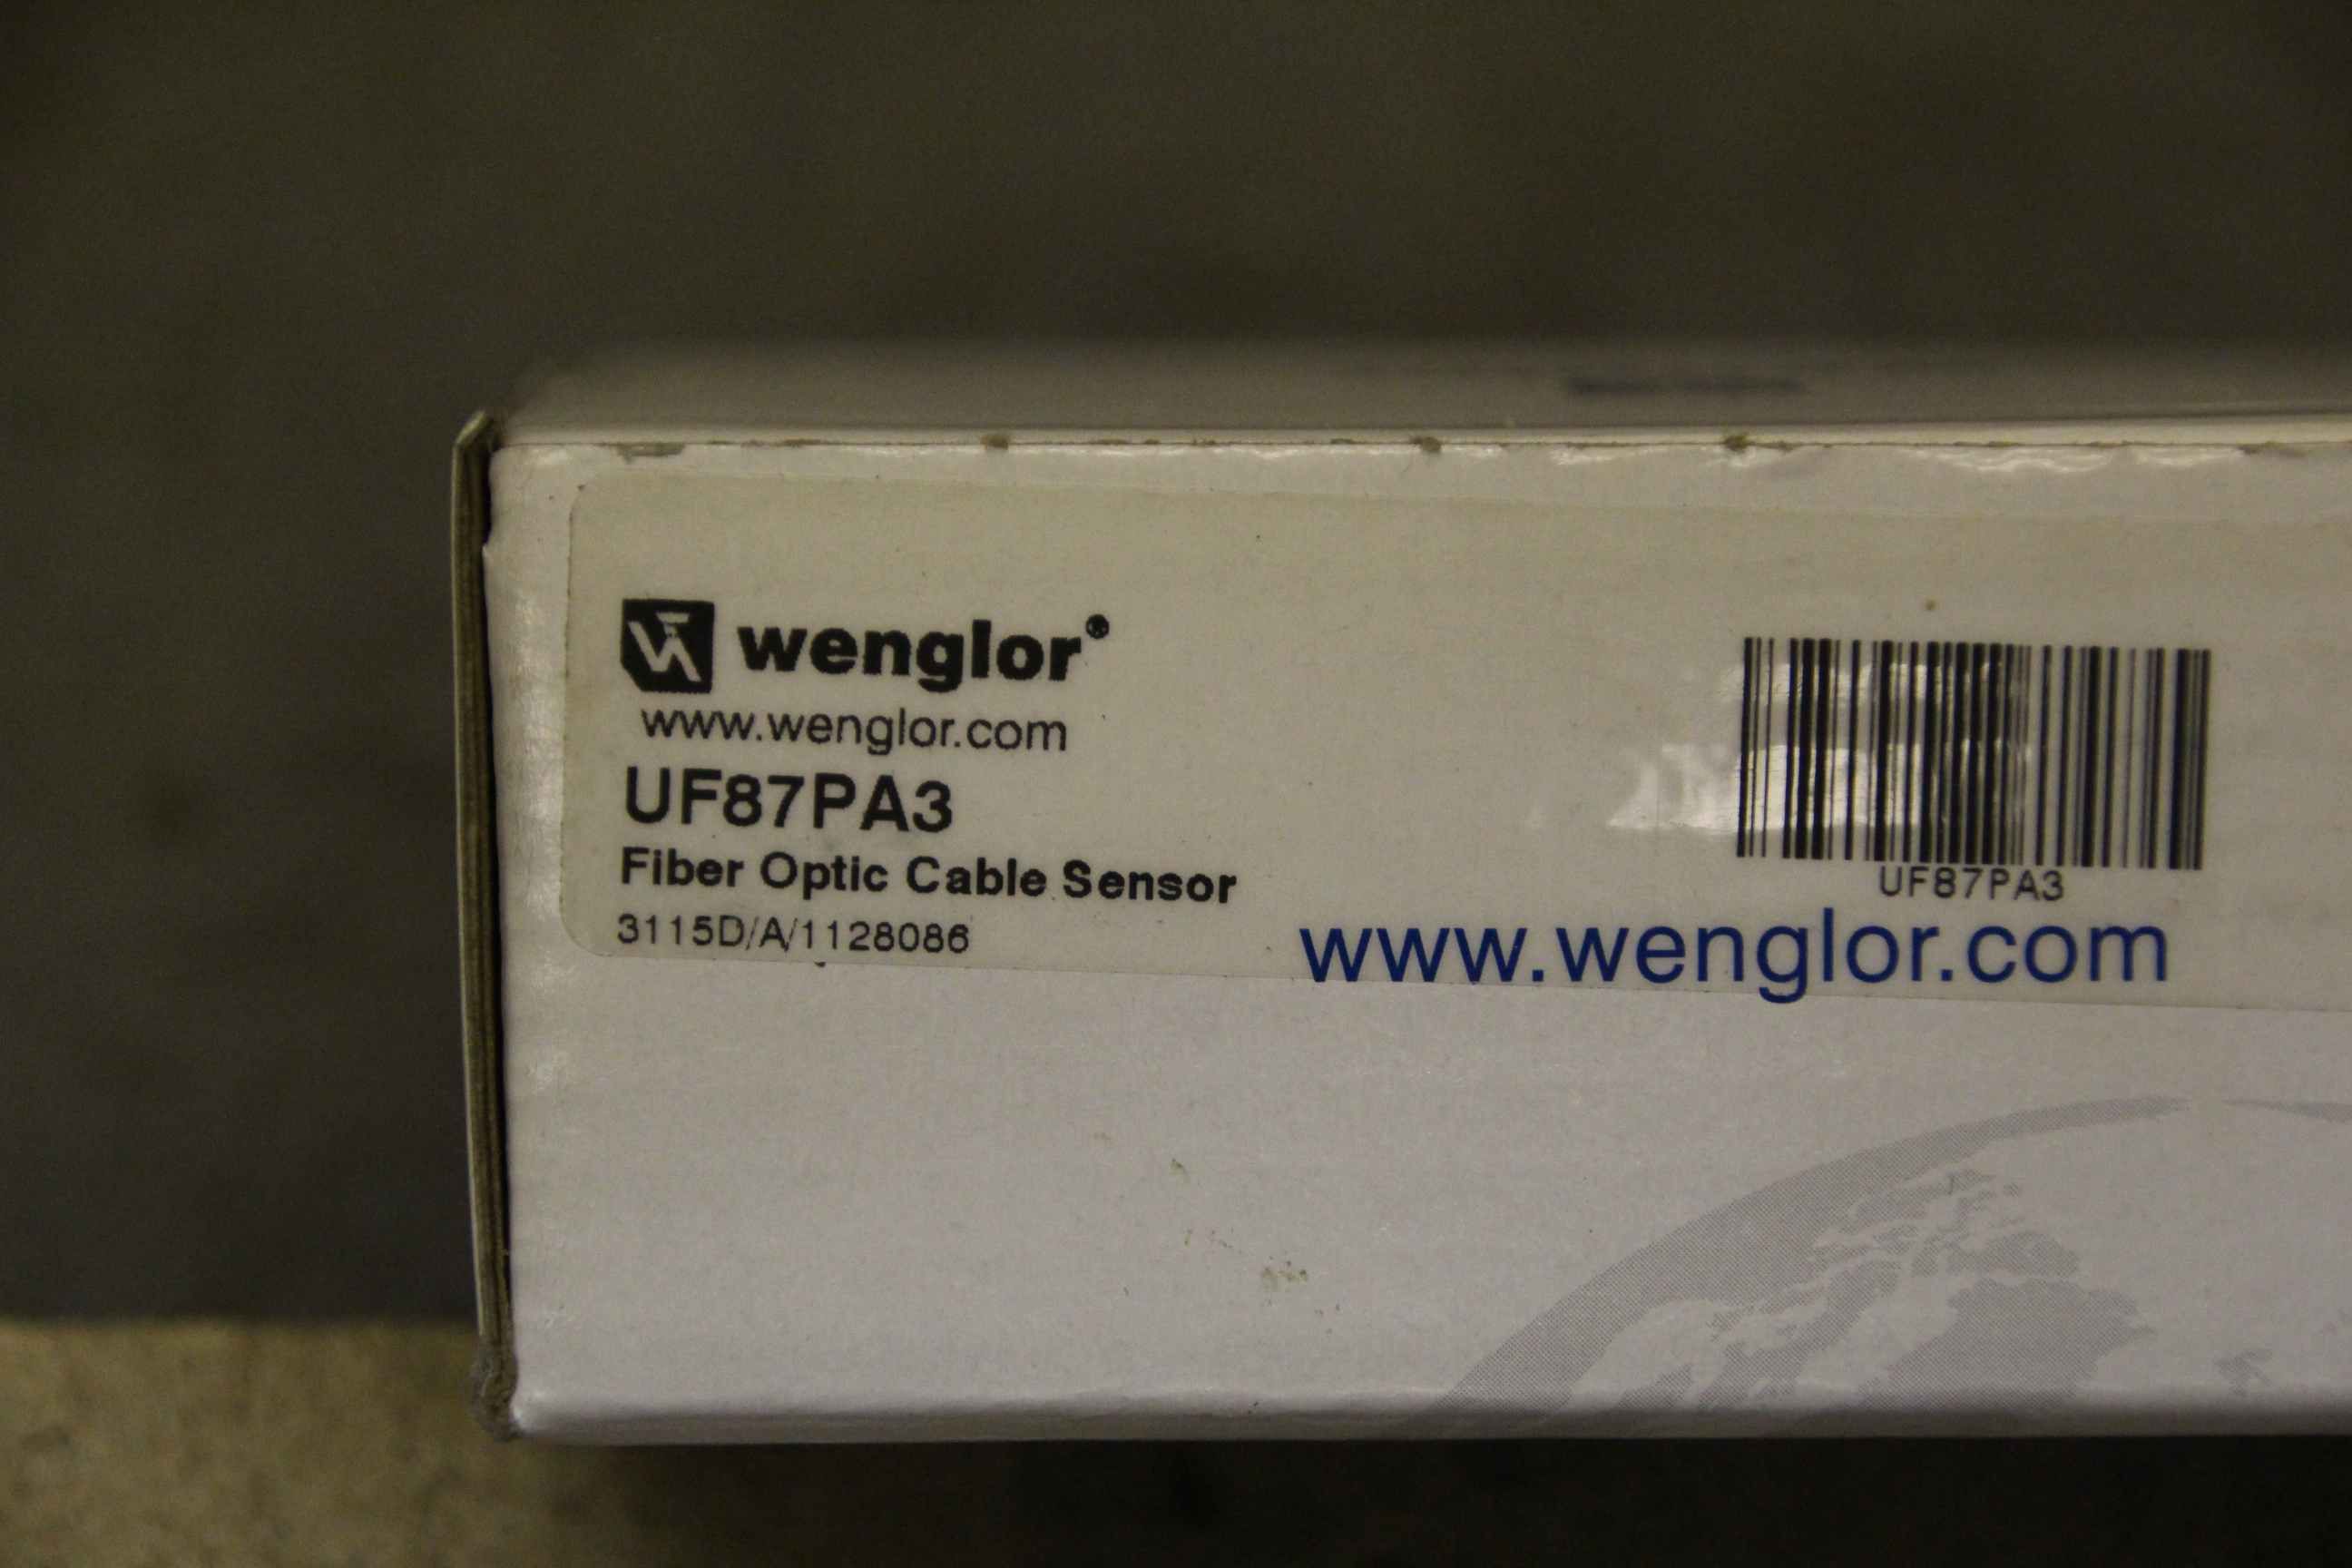 wenglor®
www.wenglor.com
UF87PA3
Fiber Optic Cable Sensor
3115D/A/1128086
UF87PA3
www.wenglor.com